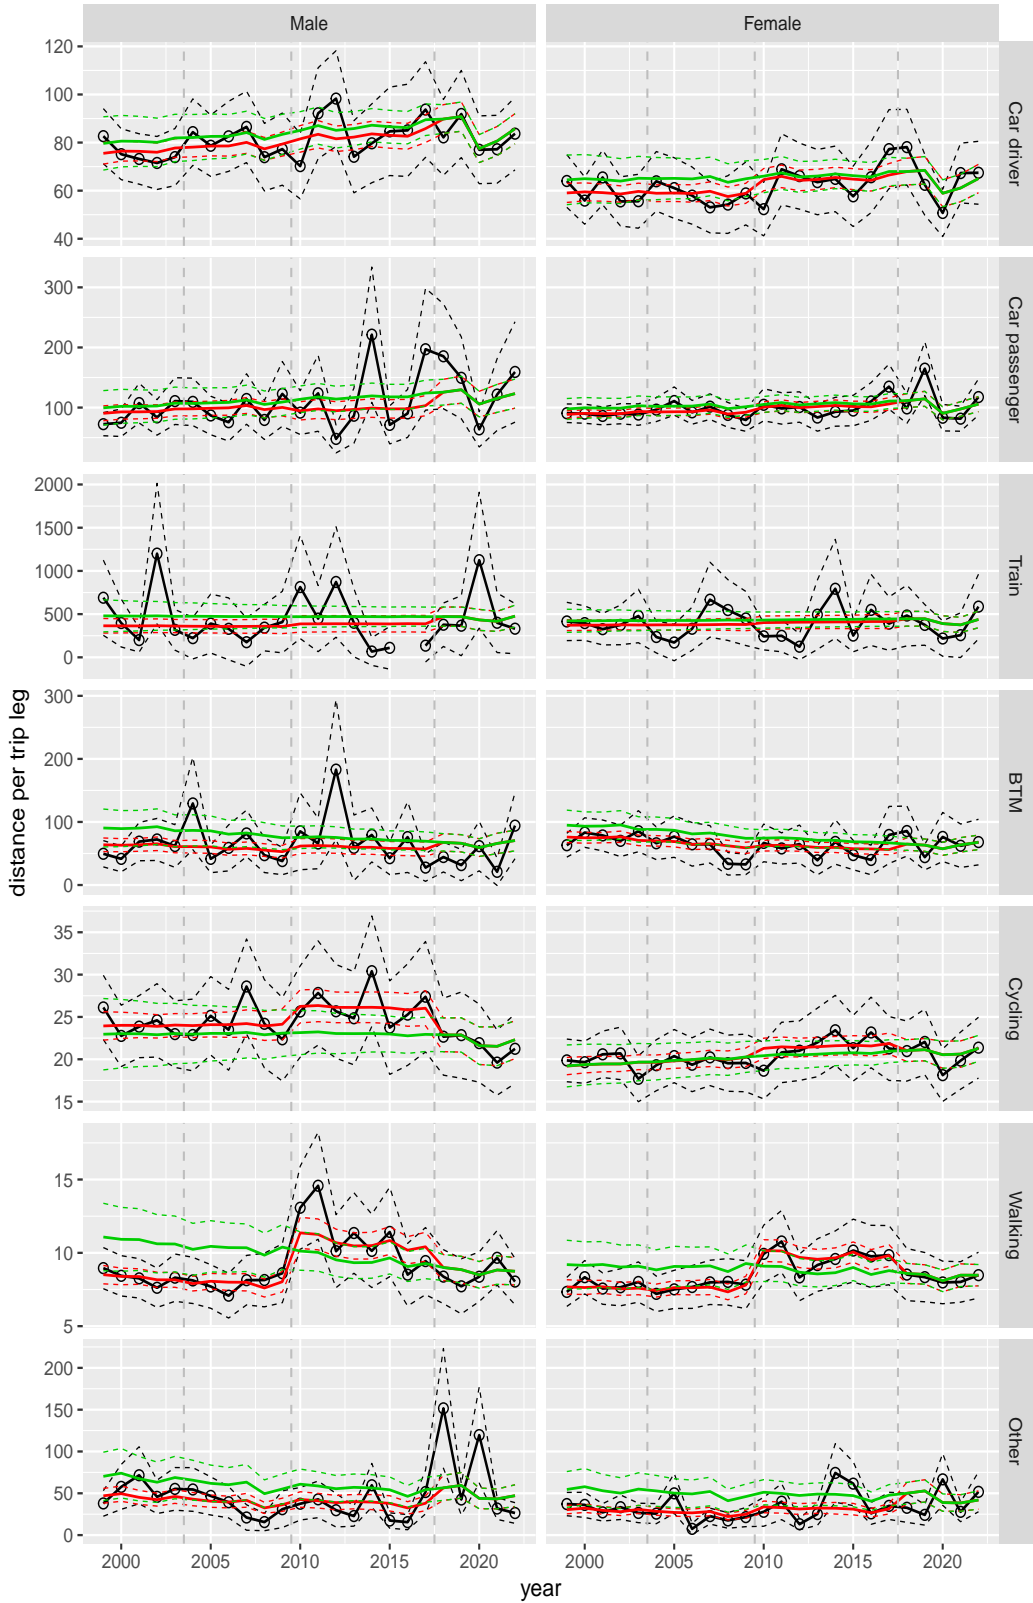 Male Female
120
100
80
60
40
Car driver
300
200
100
Car passenger
2000
1500
1000
500
0
Train
distance per trip leg
300
200
100
0
BTM
35
30
25
20
15
Cycling
15
10
5
Walking
200
150
100
50
0
Other
2000 2005 2010 2015 2020 2000 2005 2010 2015 2020
year